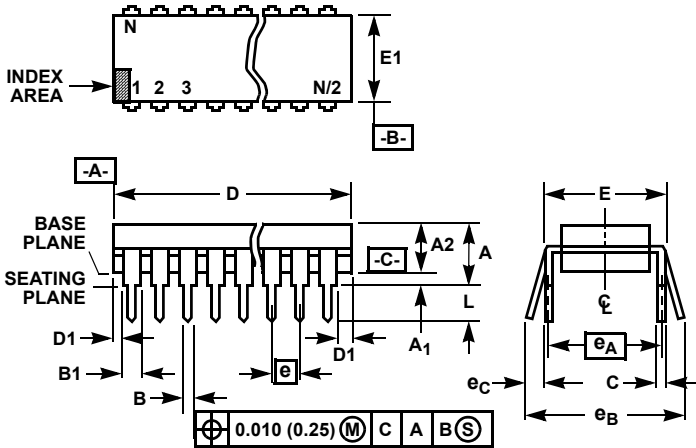 N
E1
INDEX
AREA
1 2 3 N/2
-B-
-A-
D
E
BASE
PLANE
A2
A
-C-
SEATING
PLANE
L
C
L
D1
D1
A1
eA
B1
e
eC
C
B
eB
0.010 (0.25) M C A B S